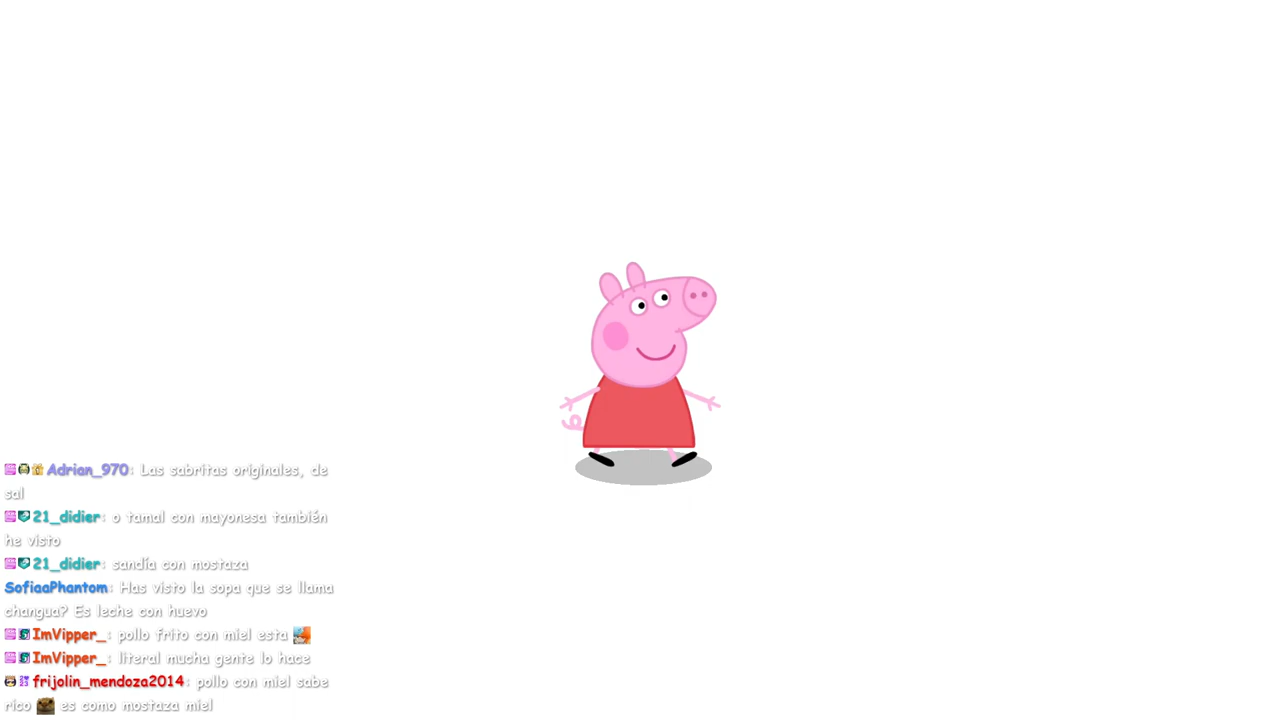 Adrian_970: Las sabritas originales, de
sal
21_didier: o tamal con mayonesa también
he visto
21_didier: sandía con mostaza
SofiaaPhantom: Has visto la sopa que se llama
changua? Es leche con huevo
ImVipper_: pollo frito con miel esta
ImVipper_: literal mucha gente lo hace
frijolin_mendoza2014: pollo con miel sabe
rico es como mostaza miel